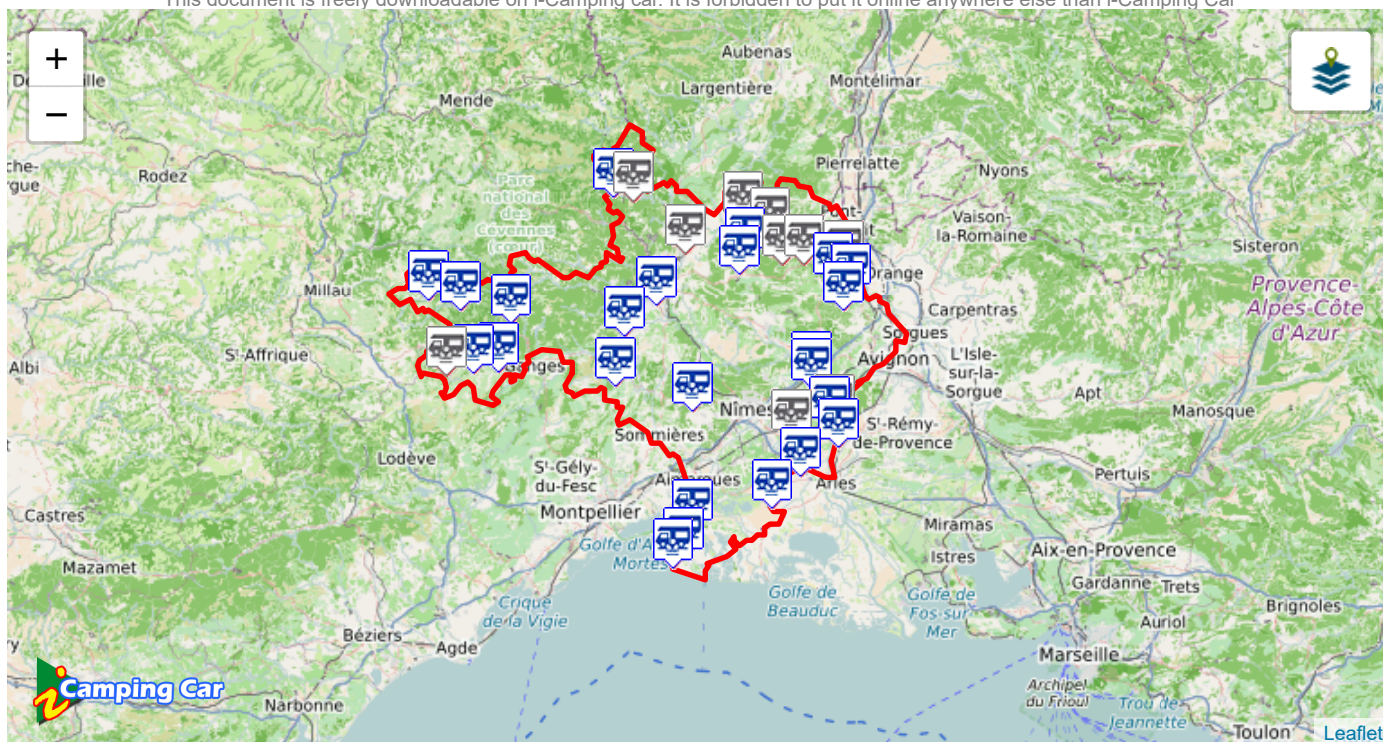 This document is freely downloadable on i-Camping car. It is forbidden to put it online anywhere else than i-Camping Car
+
−
Aubenas
Largentière
Montélimar
Mende
Pierrelatte
Nyons
Rodez
Parc
national
des
Cévennes
(cœur)
Vaison-
la-Romaine
Sisteron
Millau
Orange
Provence-
Alpes-Côte
d'Azur
Carpentras
Sorgues
Sᵗ-Affrique
Albi
Ganges
Avignon
L'Isle-
sur-la-
Sorgue
Apt
Manosque
Nîmes
Sᵗ-Rémy-
de-Provence
Sommières
Lodève
Sᵗ-Gély-
du-Fesc
Pertuis
Arles
Castres
Montpellier
Miramas
Mazamet
Istres
Aix-en-Provence
Gardanne
Trets
Golfe de
Beauduc
Golfe de
Fos-sur-
Mer
Crique
de la Vigie
Brignoles
Auriol
Béziers
Agde
Marseille
Archipel
du Frioul
Camping Car
Narbonne
Trou de
Jeannette
Toulon
Leaflet